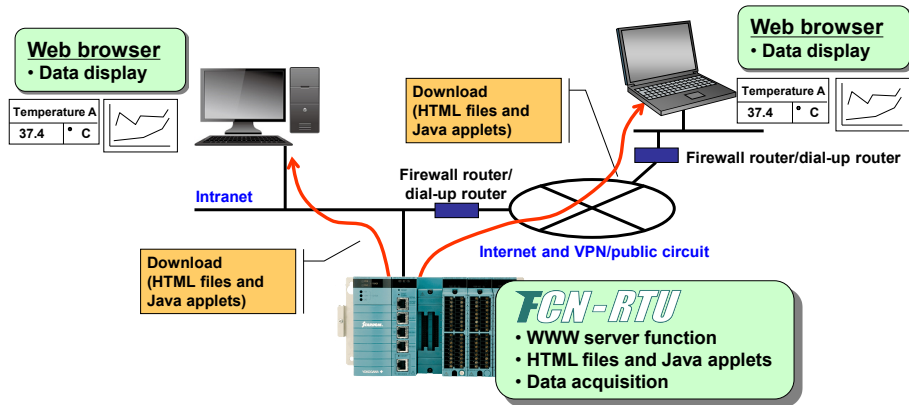 Web browser
• Data display
Temperature A
37.4 ° C
Web browser
• Data display
Temperature A
37.4 ° C
Download
(HTML files and
Java applets)
Firewall router/dial-up router
Firewall router/
dial-up router
Intranet
Internet and VPN/public circuit
Download
(HTML files and
Java applets)
FCN-RTU
• WWW server function
• HTML files and Java applets
• Data acquisition